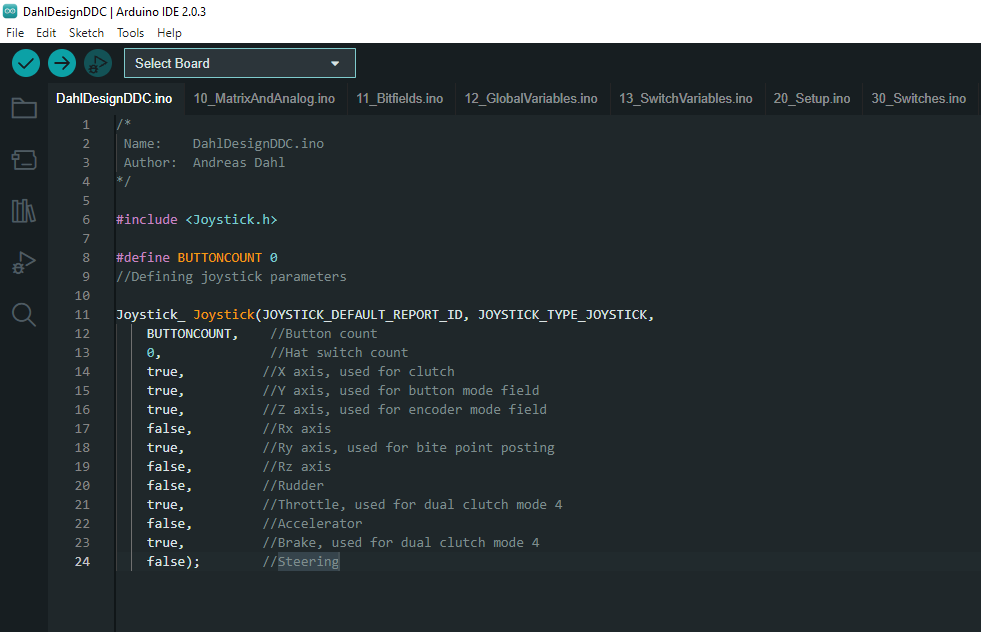 DahlDesignDDC | Arduino IDE 2.0.3
File Edit Sketch Tools Help
Select Board
DahlDesignDDC.ino 10_MatrixAndAnalog.ino 11_Bitfields.ino 12_GlobalVariables.ino 13_SwitchVariables.ino 20_Setup.ino 30_Switches.ino
1 /*
2 Name: DahlDesignDDC.ino
3 Author: Andreas Dahl
4 */
5
6 #include <Joystick.h>
7
8 #define BUTTONCOUNT 0
9 //Defining joystick parameters
10
11 Joystick_ Joystick(JOYSTICK_DEFAULT_REPORT_ID, JOYSTICK_TYPE_JOYSTICK,
12 BUTTONCOUNT, //Button count
13 0, //Hat switch count
14 true, //X axis, used for clutch
15 true, //Y axis, used for button mode field
16 true, //Z axis, used for encoder mode field
17 false, //Rx axis
18 true, //Ry axis, used for bite point posting
19 false, //Rz axis
20 false, //Rudder
21 true, //Throttle, used for dual clutch mode 4
22 false, //Accelerator
23 true, //Brake, used for dual clutch mode 4
24 false); //Steering